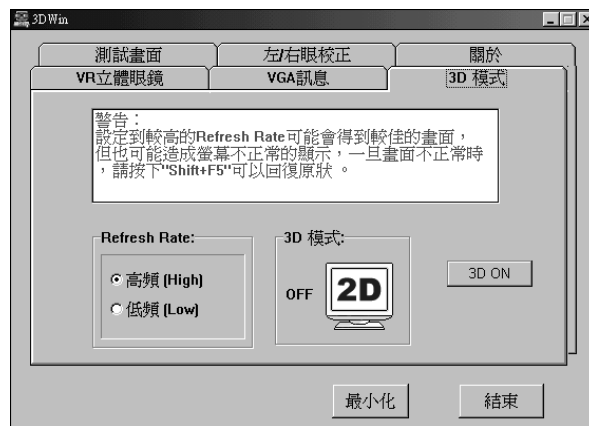 3DWin
測試畫面 左/右眼校正 關於
VR立體眼鏡 VGA訊息 3D 模式
警告：
設定到較高的Refresh Rate可能會得到較佳的畫面，
但也可能造成螢幕不正常的顯示，一旦畫面不正常時
，請按下"Shift+F5"可以回復原狀 。
Refresh Rate:
高頻 (High)
低頻 (Low)
3D 模式:
OFF 2D
3D ON
最小化 結束